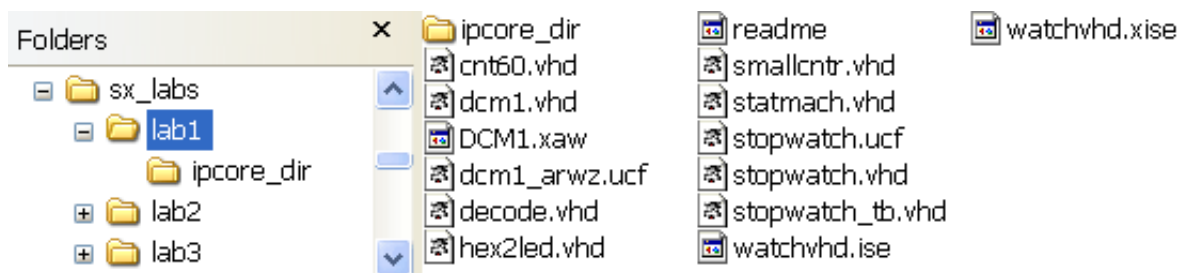 Folders
sx_labs
lab1
ipcore_dir
lab2
lab3
ipcore_dir
cnt60.vhd
dcm1.vhd
DCM1.xaw
dcm1_arwz.ucf
decode.vhd
hex2led.vhd
readme
smallcntr.vhd
statmach.vhd
stopwatch.ucf
stopwatch.vhd
stopwatch_tb.vhd
watchvhd.ise
watchvhd.xise